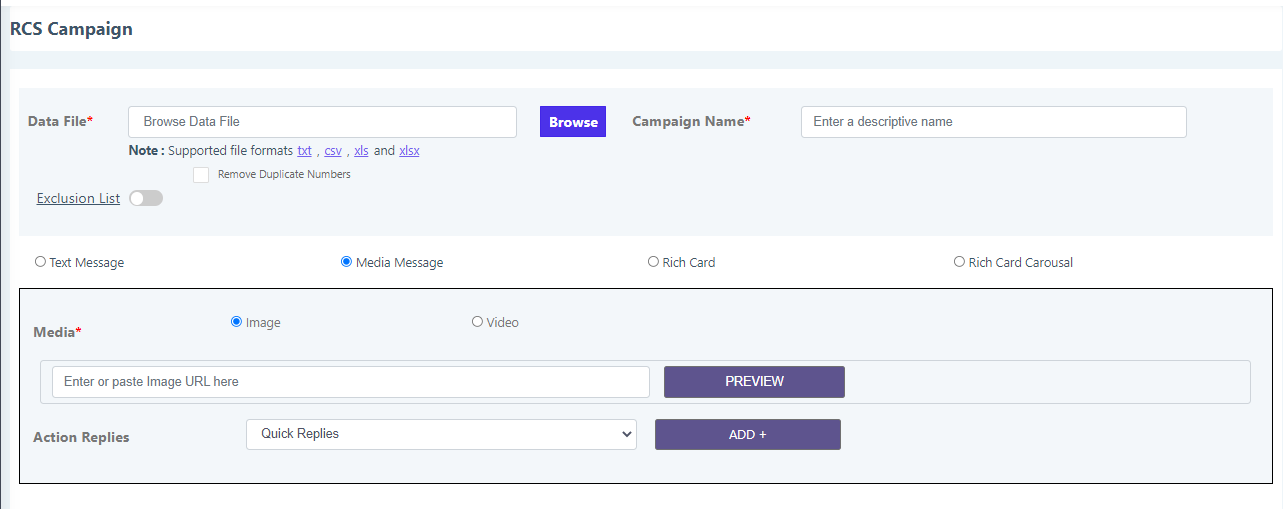 RCS Campaign
Data File* Browse Data File Browse Campaign Name* Enter a descriptive name
Note : Supported file formats txt , csv , xls and xlsx
Remove Duplicate Numbers
Exclusion List
Text Message Media Message Rich Card Rich Card Carousal
Media* Image Video
Enter or paste Image URL here PREVIEW
Action Replies Quick Replies ADD +